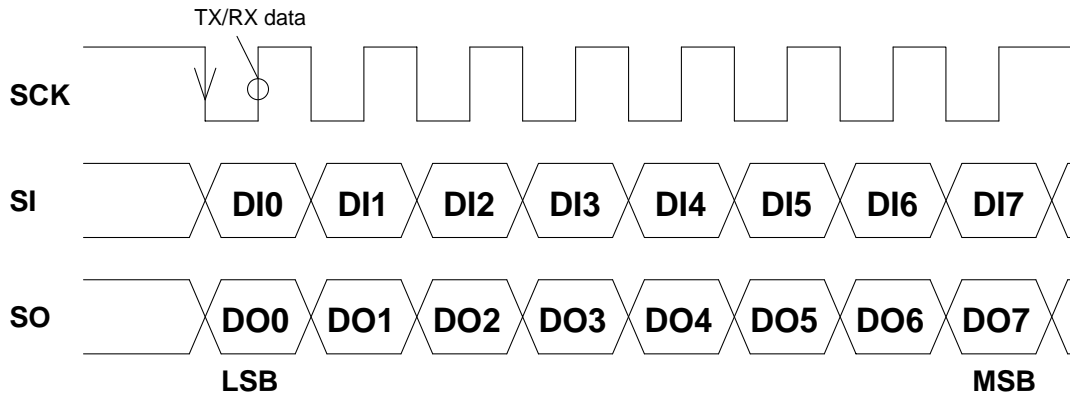 TX/RX data
SCK
SI DI0 DI1 DI2 DI3 DI4 DI5 DI6 DI7
SO DO0 DO1 DO2 DO3 DO4 DO5 DO6 DO7
LSB MSB